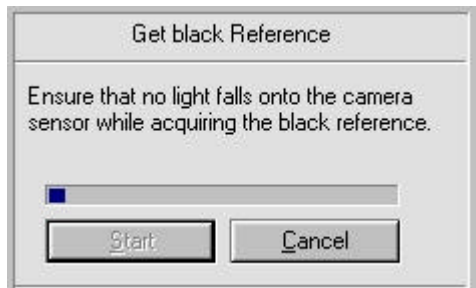 Get black Reference
Ensure that no light falls onto the camera
sensor while acquiring the black reference.
Start
Cancel